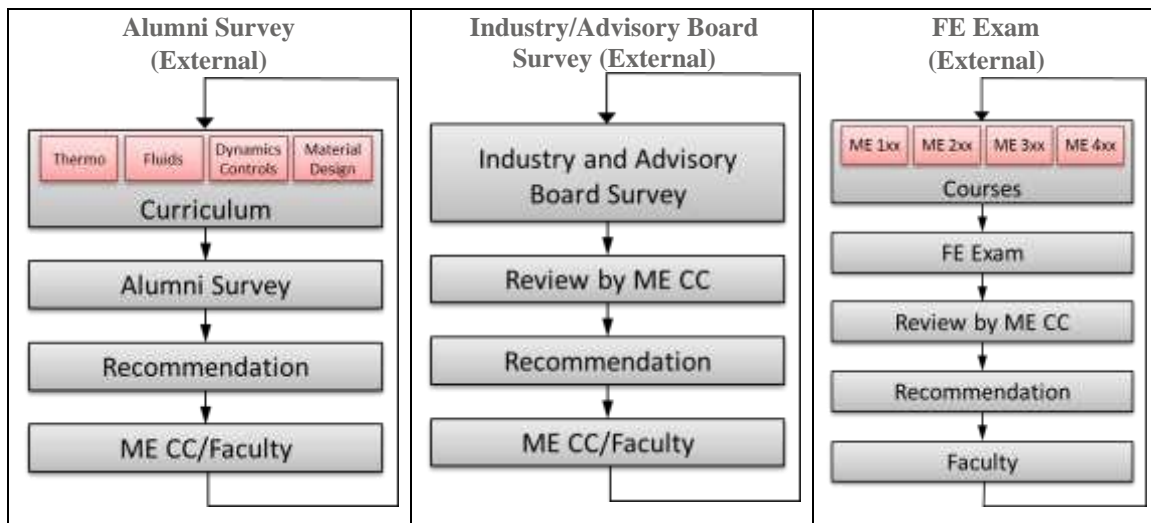 Alumni Survey
(External)
Thermo
Fluids
Dynamics
Controls
Material
Design
Curriculum
Alumni Survey
Recommendation
ME CC/Faculty
Industry/Advisory Board
Survey (External)
Industry and Advisory
Board Survey
Review by ME CC
Recommendation
ME CC/Faculty
FE Exam
(External)
ME 1xx
ME 2xx
ME 3xx
ME 4xx
Courses
FE Exam
Review by ME CC
Recommendation
Faculty